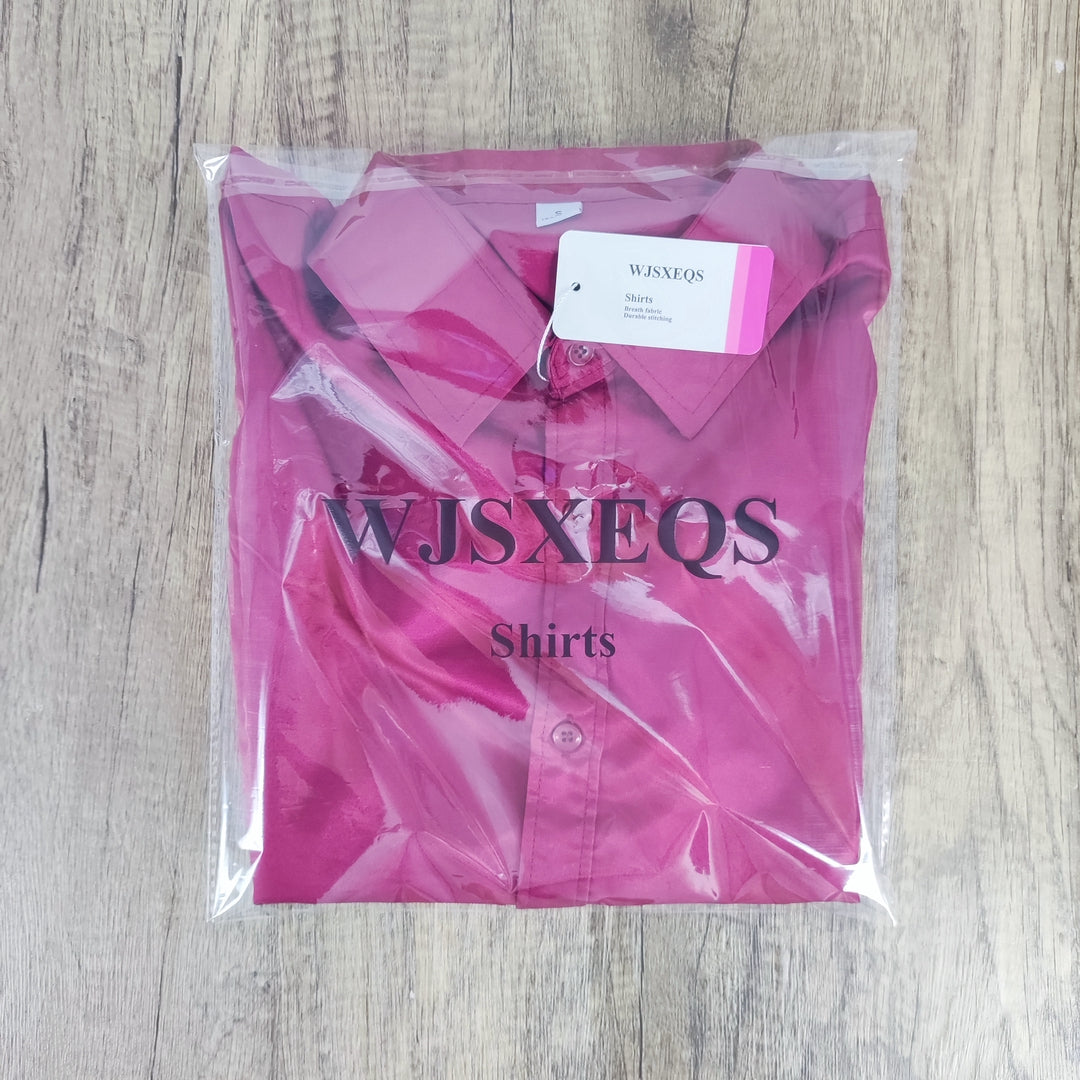 S
WJSXEQS
Shirts
Breath fabric
Durable stitching
WJSXEQS
Shirts